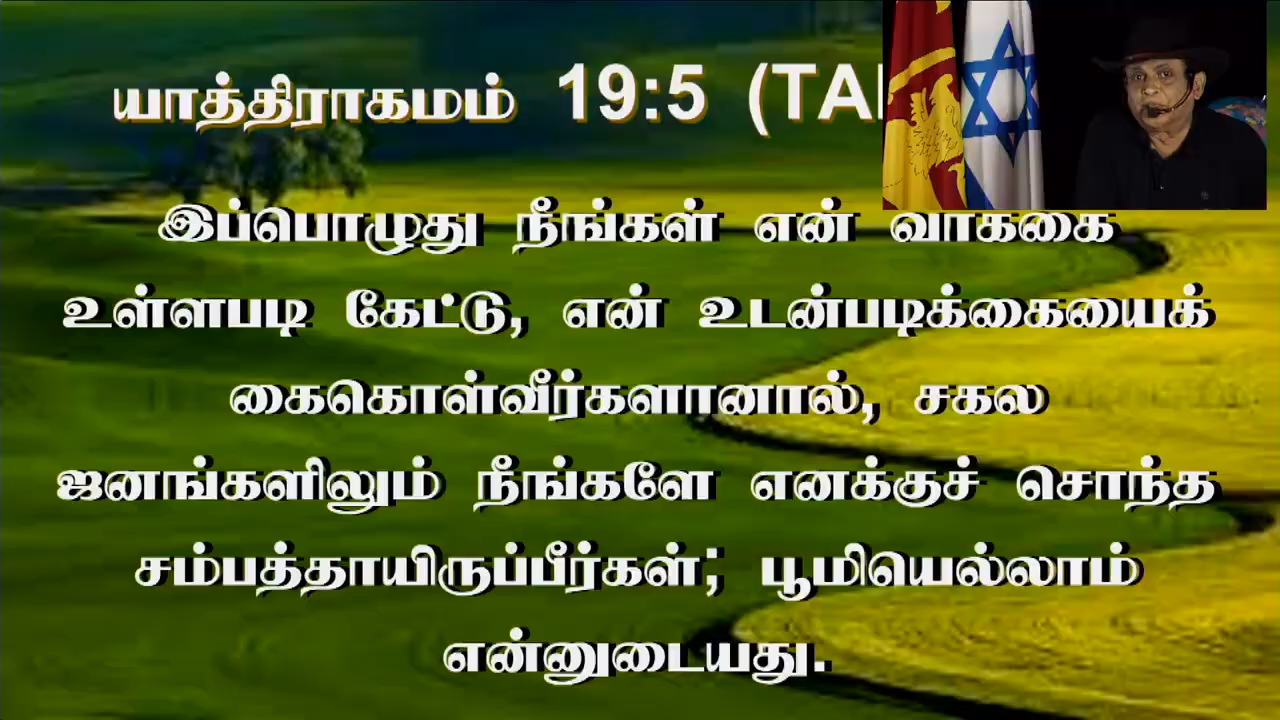 யாத்திராகமம் 19:5 (TA
இப்பொழுது நீங்கள் என் வாககை
உள்ளபடி கேட்டு, என் உடன்படிக்கையைக்
கைகொள்வீர்களானால், சகல
ஜனங்களிலும் நீங்களே எனக்குச் சொந்த
சம்பத்தாயிருப்பீர்கள்; பூமியெல்லாம்
என்னுடையது.